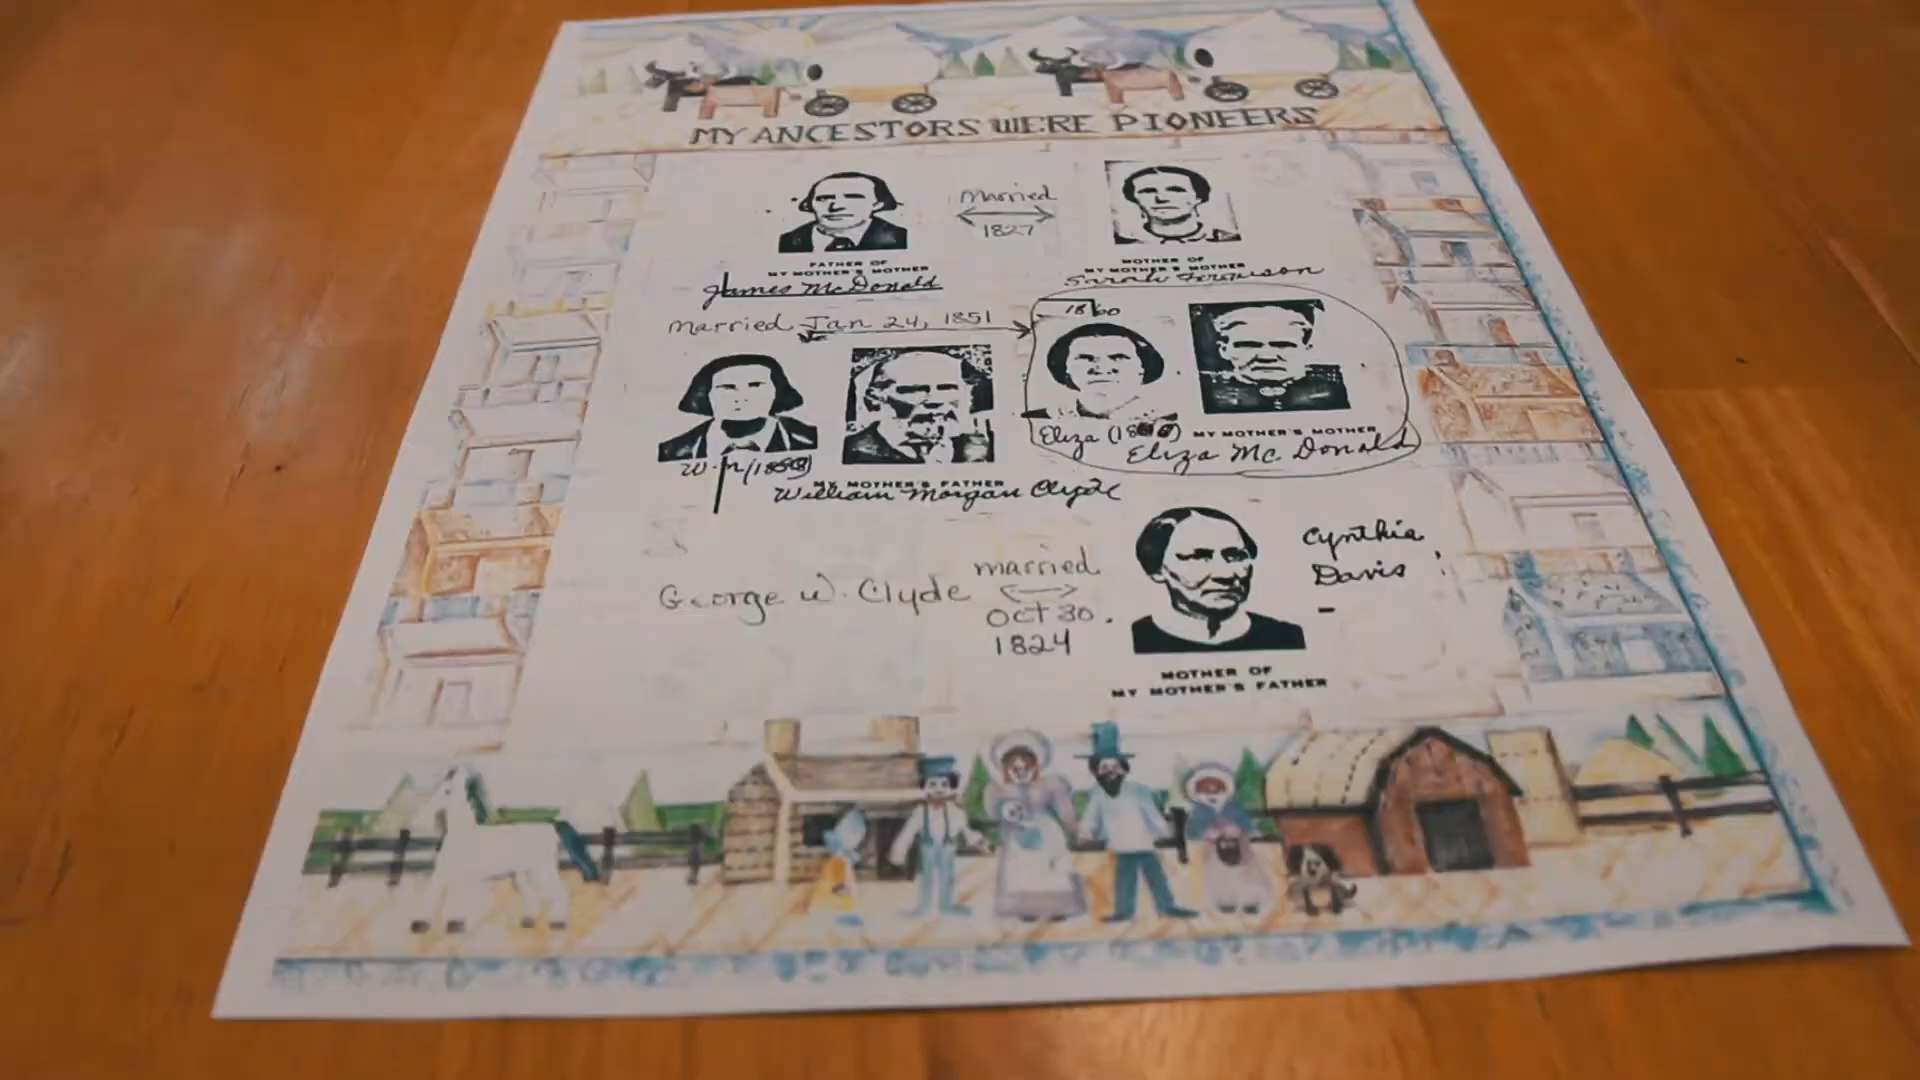 MY ANCESTORS WERE PIONEERS
Married
1827
FATHER OF
MY MOTHER'S MOTHER
James McDonald
MOTHER OF
MY MOTHER'S MOTHER
Sarah Ferguson
married Jan 24, 1851
1860
Eliza
MY MOTHER'S MOTHER
Eliza McDonald
MY MOTHER'S FATHER
William Morgan Clyde
George W. Clyde
married
Oct 30.
1824
Cynthia
Davis
MOTHER OF
MY MOTHER'S FATHER